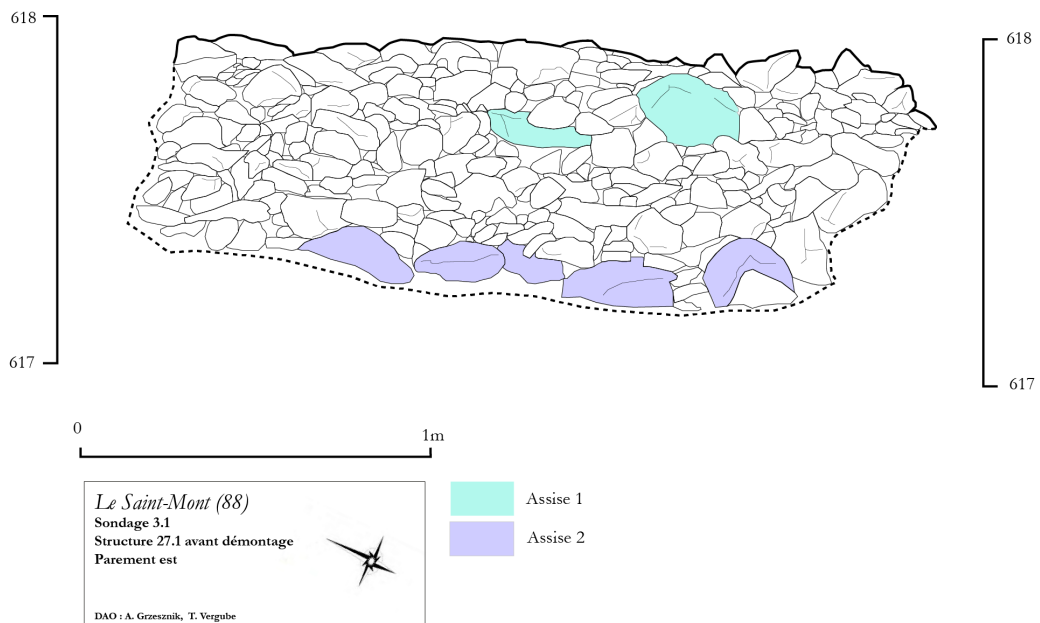 618
618
617
617
0
1m
Le Saint-Mont (88)
Sondage 3.1
Structure 27.1 avant démontage
Parement est
DAO : A. Grzesznik, T. Vergube
Assise 1
Assise 2